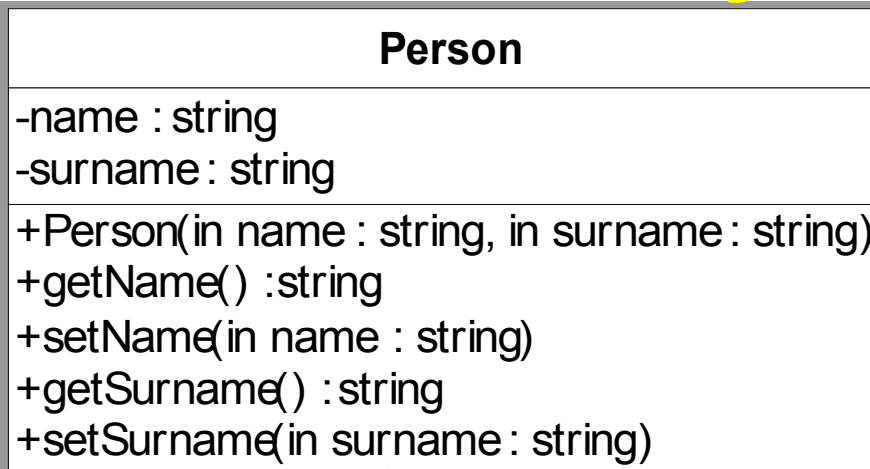 Person
-name : string
-surname : string
+Person(in name : string, in surname : string)
+getName() : string
+setName(in name : string)
+getSurname() : string
+setSurname(in surname : string)